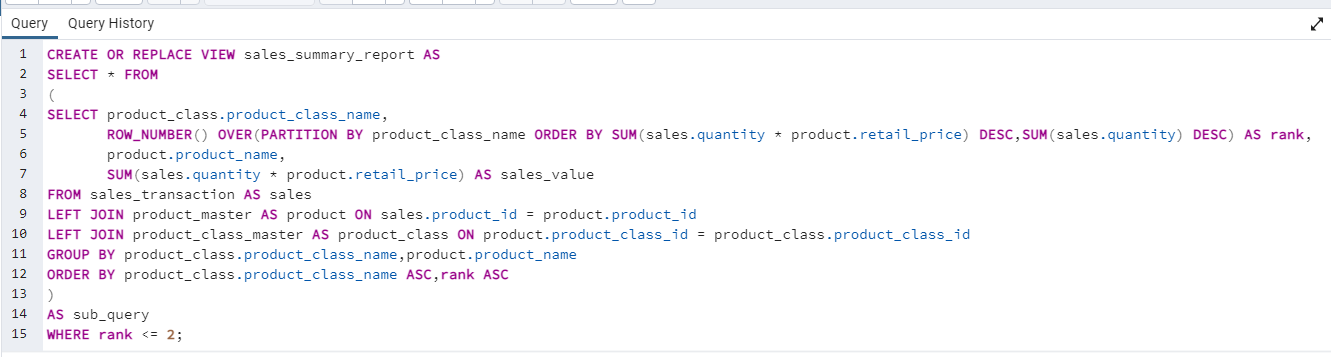 Query Query History
1 CREATE OR REPLACE VIEW sales_summary_report AS
2 SELECT * FROM
3 (
4 SELECT product_class.product_class_name,
5 ROW_NUMBER() OVER(PARTITION BY product_class_name ORDER BY SUM(sales.quantity * product.retail_price) DESC,SUM(sales.quantity) DESC) AS rank,
6 product.product_name,
7 SUM(sales.quantity * product.retail_price) AS sales_value
8 FROM sales_transaction AS sales
9 LEFT JOIN product_master AS product ON sales.product_id = product.product_id
10 LEFT JOIN product_class_master AS product_class ON product.product_class_id = product_class.product_class_id
11 GROUP BY product_class.product_class_name,product.product_name
12 ORDER BY product_class.product_class_name ASC,rank ASC
13 )
14 AS sub_query
15 WHERE rank <= 2;